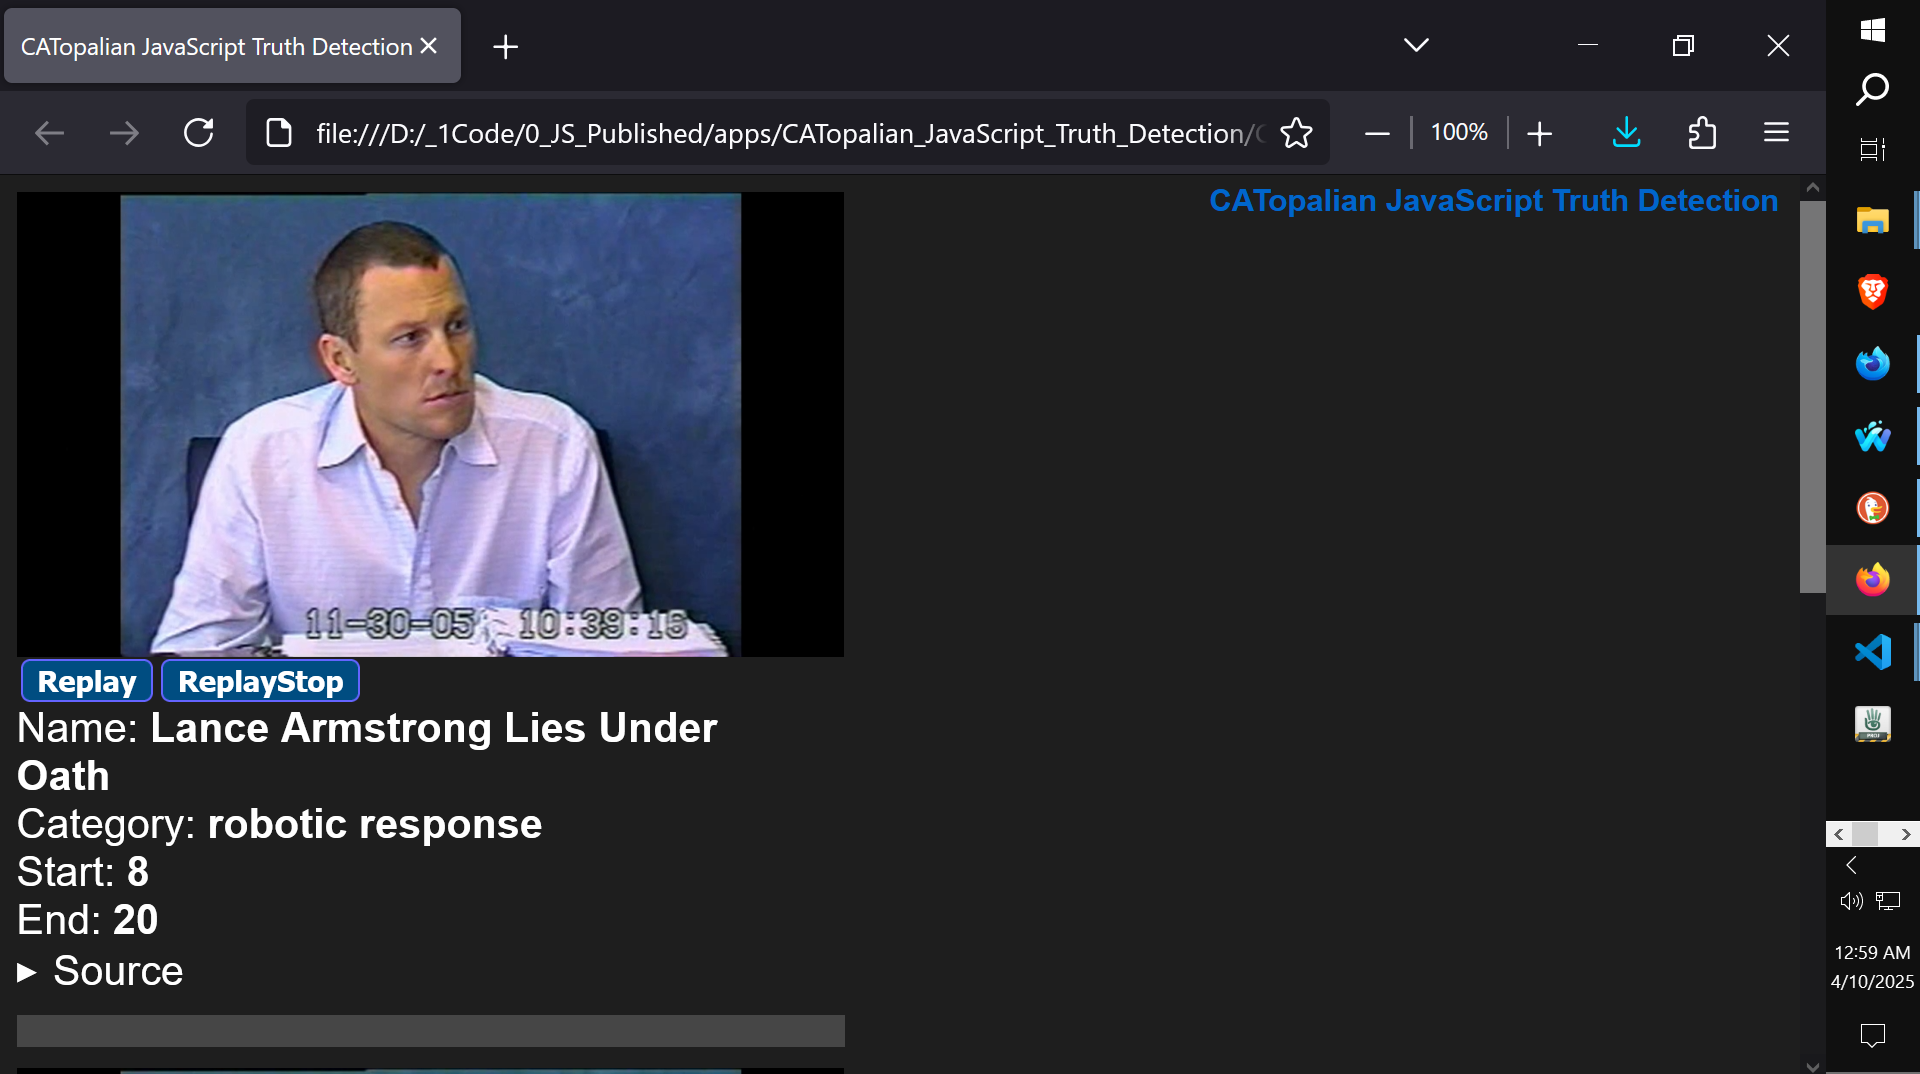 CATopalian JavaScript Truth Detection
file:///D:/_1Code/0_JS_Published/apps/CATopalian_JavaScript_Truth_Detection/
100%
CATopalian JavaScript Truth Detection
11-30-05 10:39:16
Replay ReplayStop
Name: Lance Armstrong Lies Under
Oath
Category: robotic response
Start: 8
End: 20
Source
PROJ
12:59 AM
4/10/2025